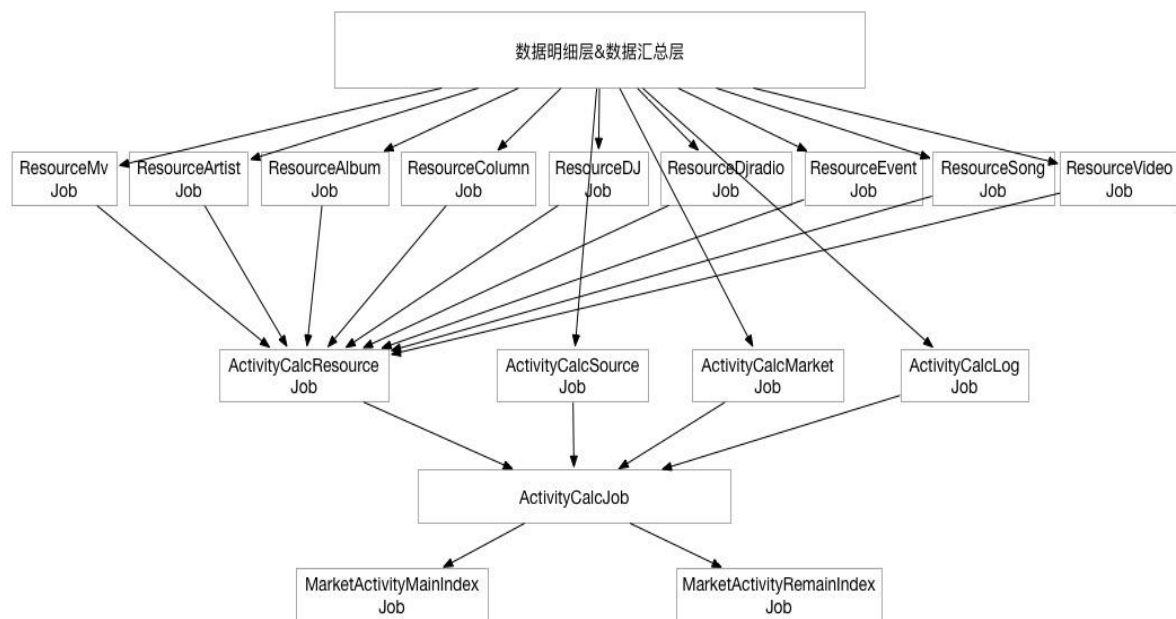 数据明细层&数据汇总层
ResourceMv
Job
ResourceArtist
Job
ResourceAlbum
Job
ResourceColumn
Job
ResourceDJ
Job
ResourceDjradio
Job
ResourceEvent
Job
ResourceSong
Job
ResourceVideo
Job
ActivityCalcResource
Job
ActivityCalcSource
Job
ActivityCalcMarket
Job
ActivityCalcLog
Job
ActivityCalcJob
MarketActivityMainIndex
Job
MarketActivityRemainIndex
Job